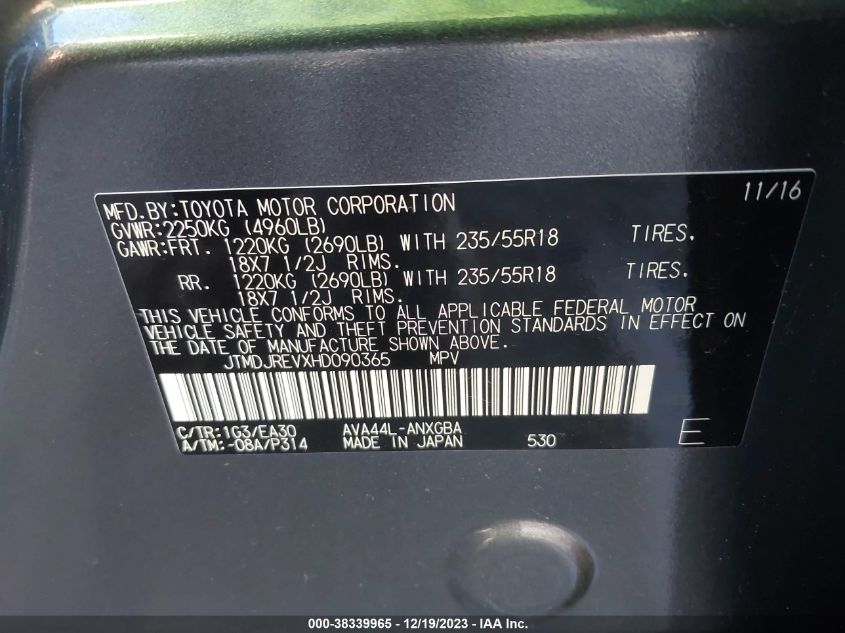 MFD.BY:TOYOTA MOTOR CORPORATION 11/16
GVWR:2250KG (4960LB)
GAWR:FRT. 1220KG (2690LB) WITH 235/55R18 TIRES.
18X7 1/2J RIMS.
RR. 1220KG (2690LB) WITH 235/55R18 TIRES.
18X7 1/2J RIMS.
THIS VEHICLE CONFORMS TO ALL APPLICABLE FEDERAL MOTOR
VEHICLE SAFETY AND THEFT PREVENTION STANDARDS IN EFFECT ON
THE DATE OF MANUFACTURE SHOWN ABOVE.
JTMDJREVXHD090365 MPV
C/TR:1G3/EA30 AVA44L-ANXGBA
A/TM:-08A/P314 MADE IN JAPAN 530 E
000-38339965 - 12/19/2023 - IAA Inc.